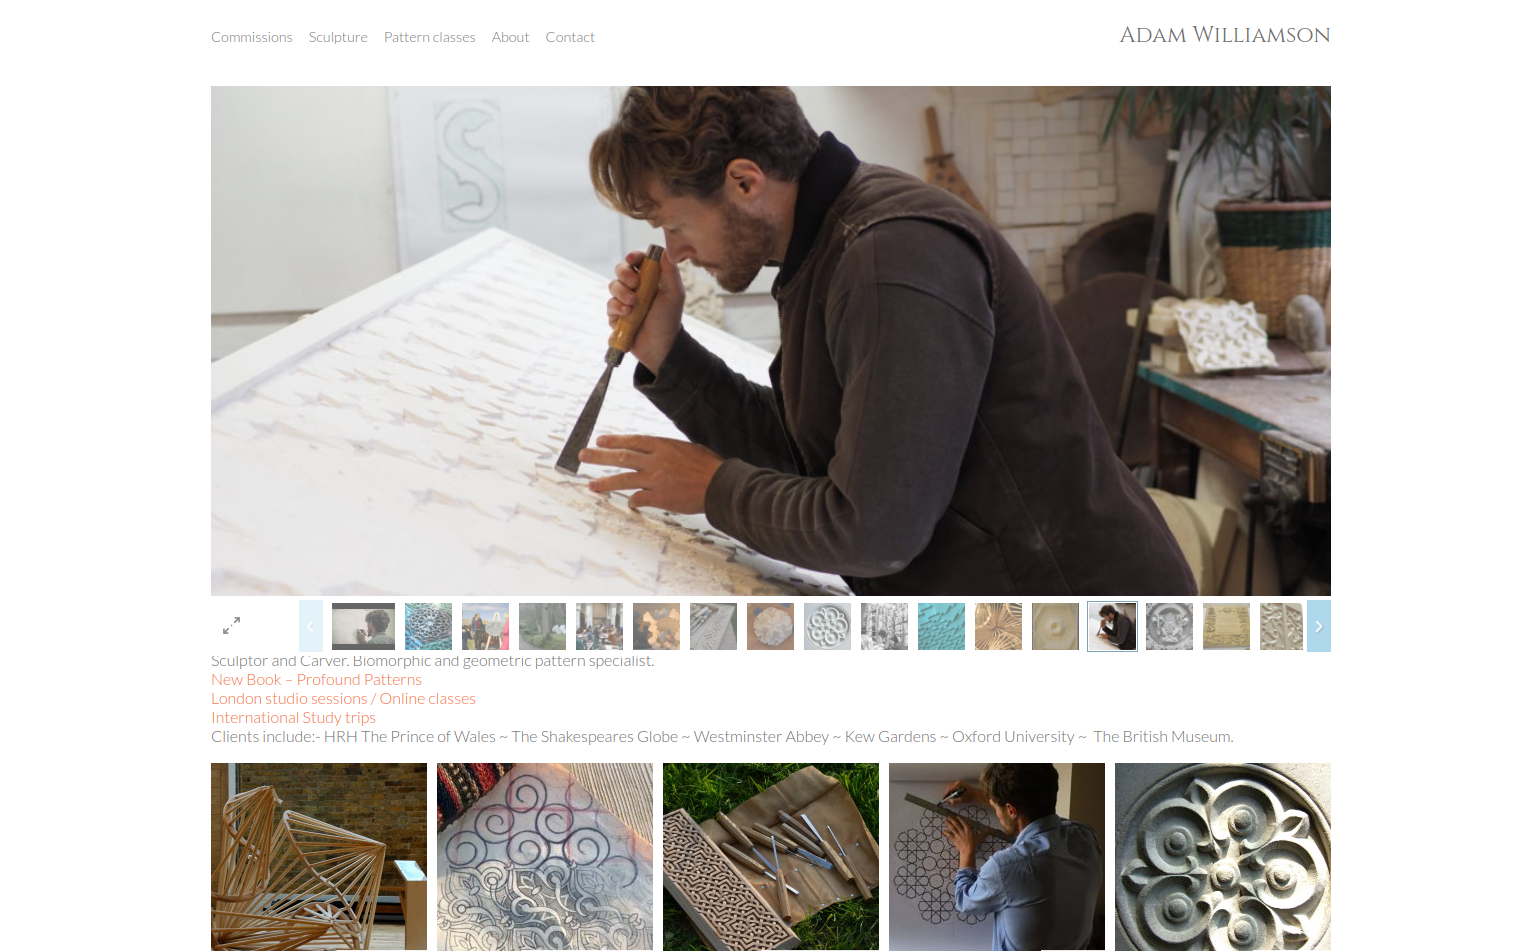 Commissions Sculpture Pattern classes About Contact
Adam Williamson
Sculptor and Carver. Biomorphic and geometric pattern specialist.
New Book – Profound Patterns
London studio sessions / Online classes
International Study trips
Clients include:- HRH The Prince of Wales ~ The Shakespeares Globe ~ Westminster Abbey ~ Kew Gardens ~ Oxford University ~  The British Museum.